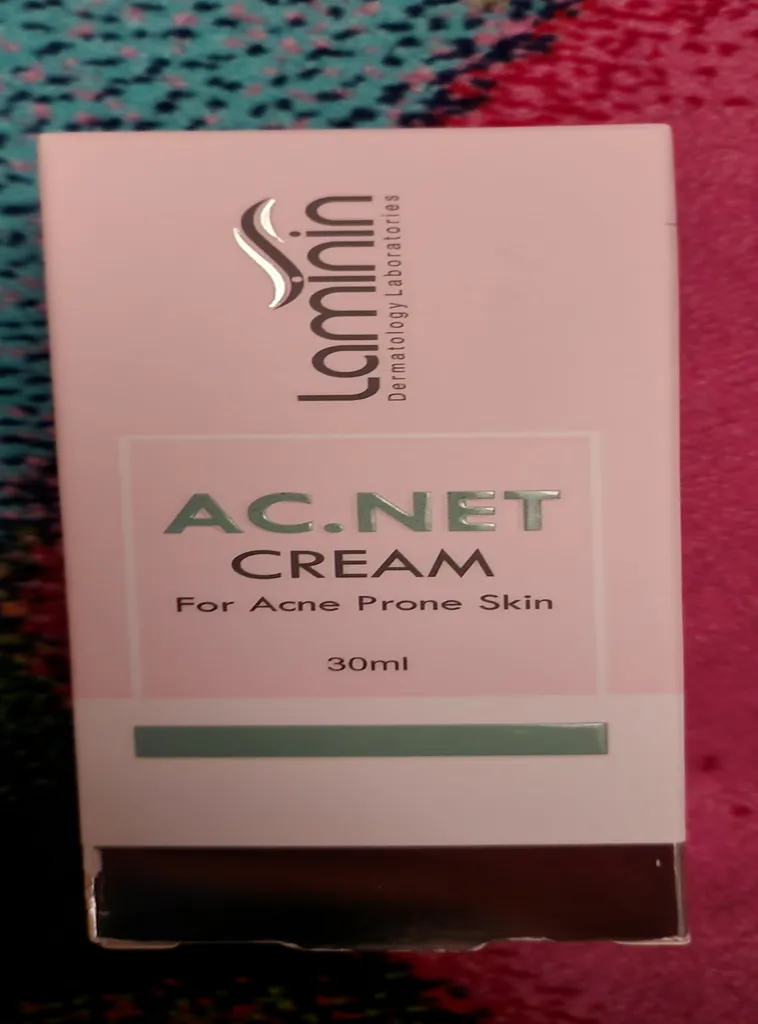 Laminin
Dermatology Laboratories
AC.NET
CREAM
For Acne Prone Skin
30ml